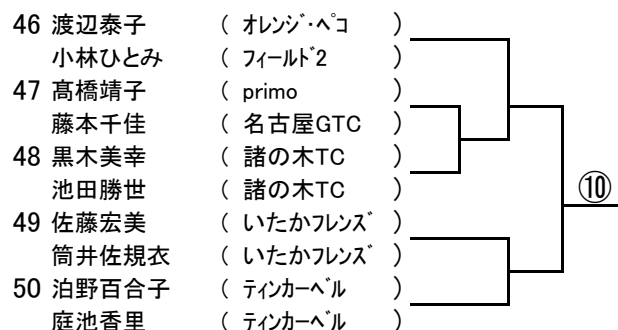 46 渡辺泰子 ( オレンジ・ペコ )
小林ひとみ ( フィールド2 )
47 髙橋靖子 ( primo )
藤本千佳 ( 名古屋GTC )
48 黒木美幸 ( 諸の木TC )
池田勝世 ( 諸の木TC )
⑩
49 佐藤宏美 ( いたかフレンズ )
筒井佐規衣 ( いたかフレンズ )
50 泊野百合子 ( ティンカーベル )
庭池香里 ( ティンカーベル )